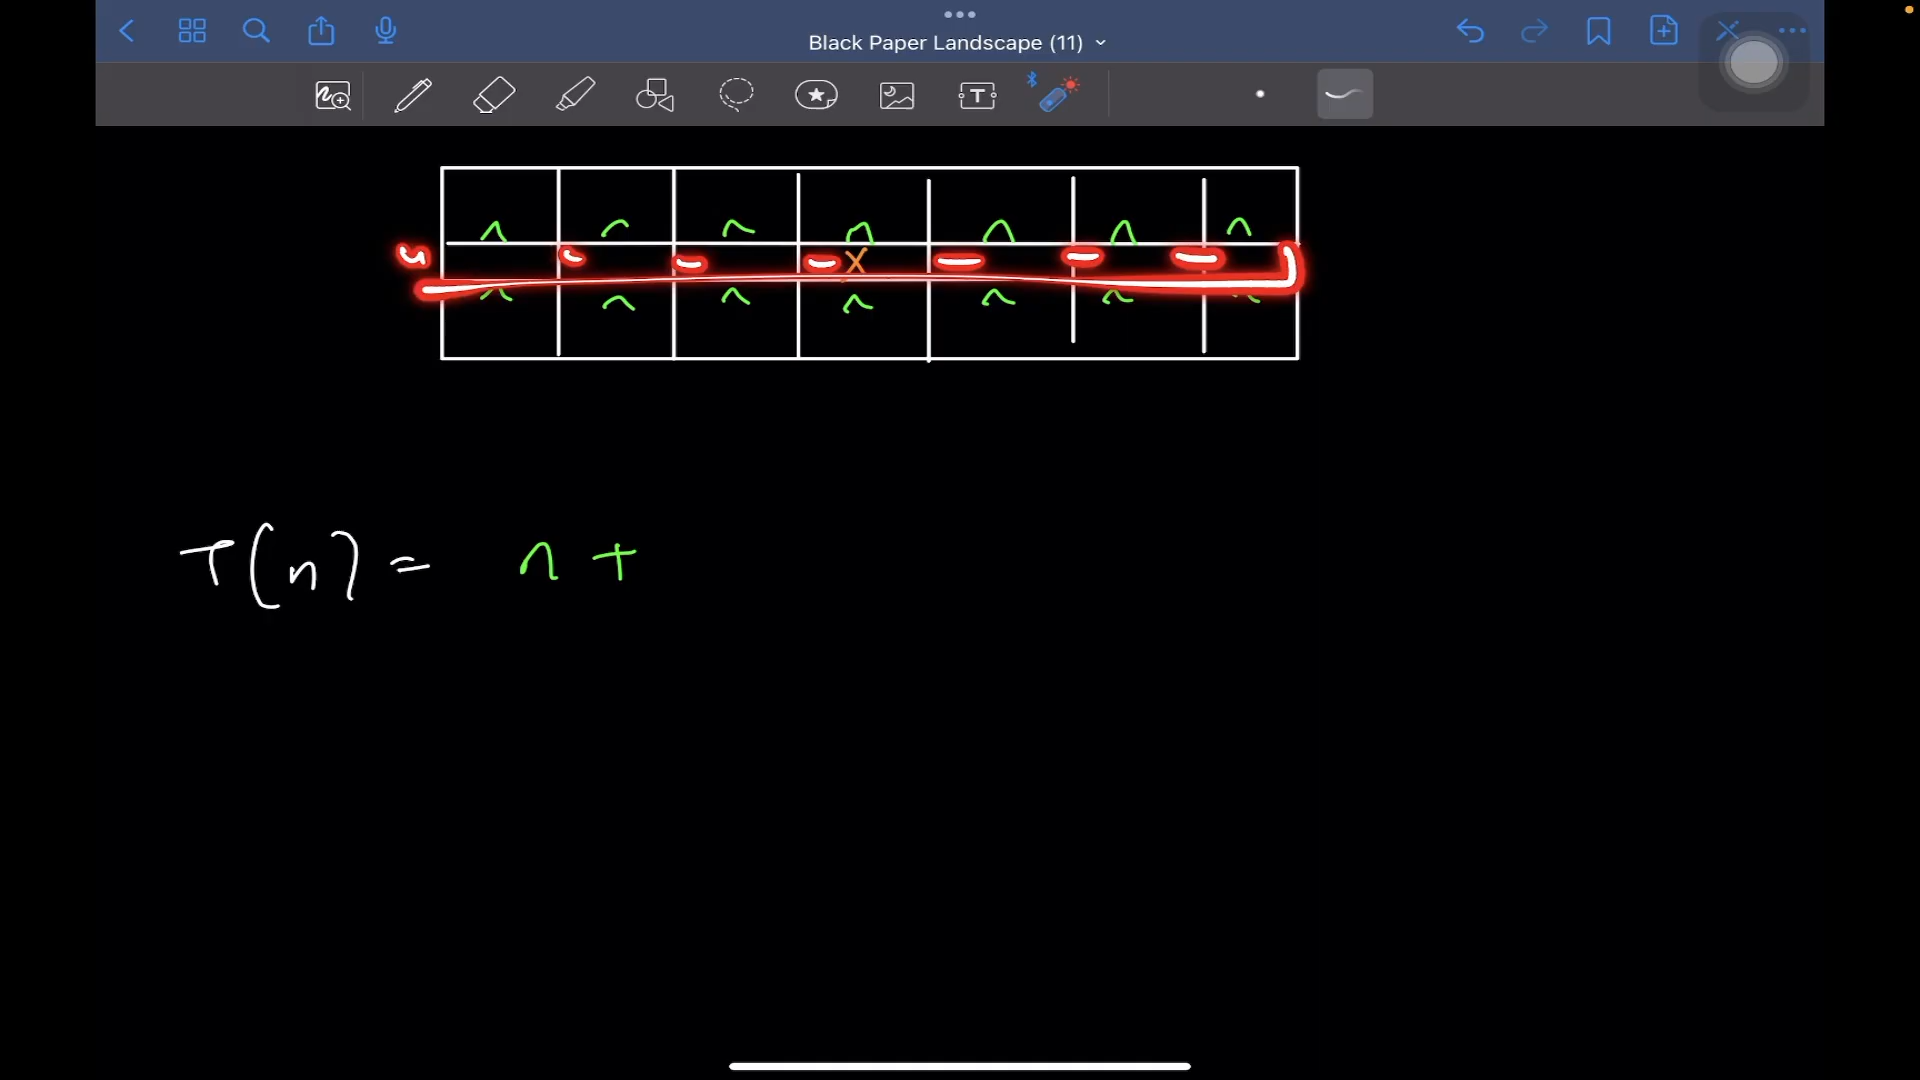 Black Paper Landscape (11)
T
x
T(n) = n +